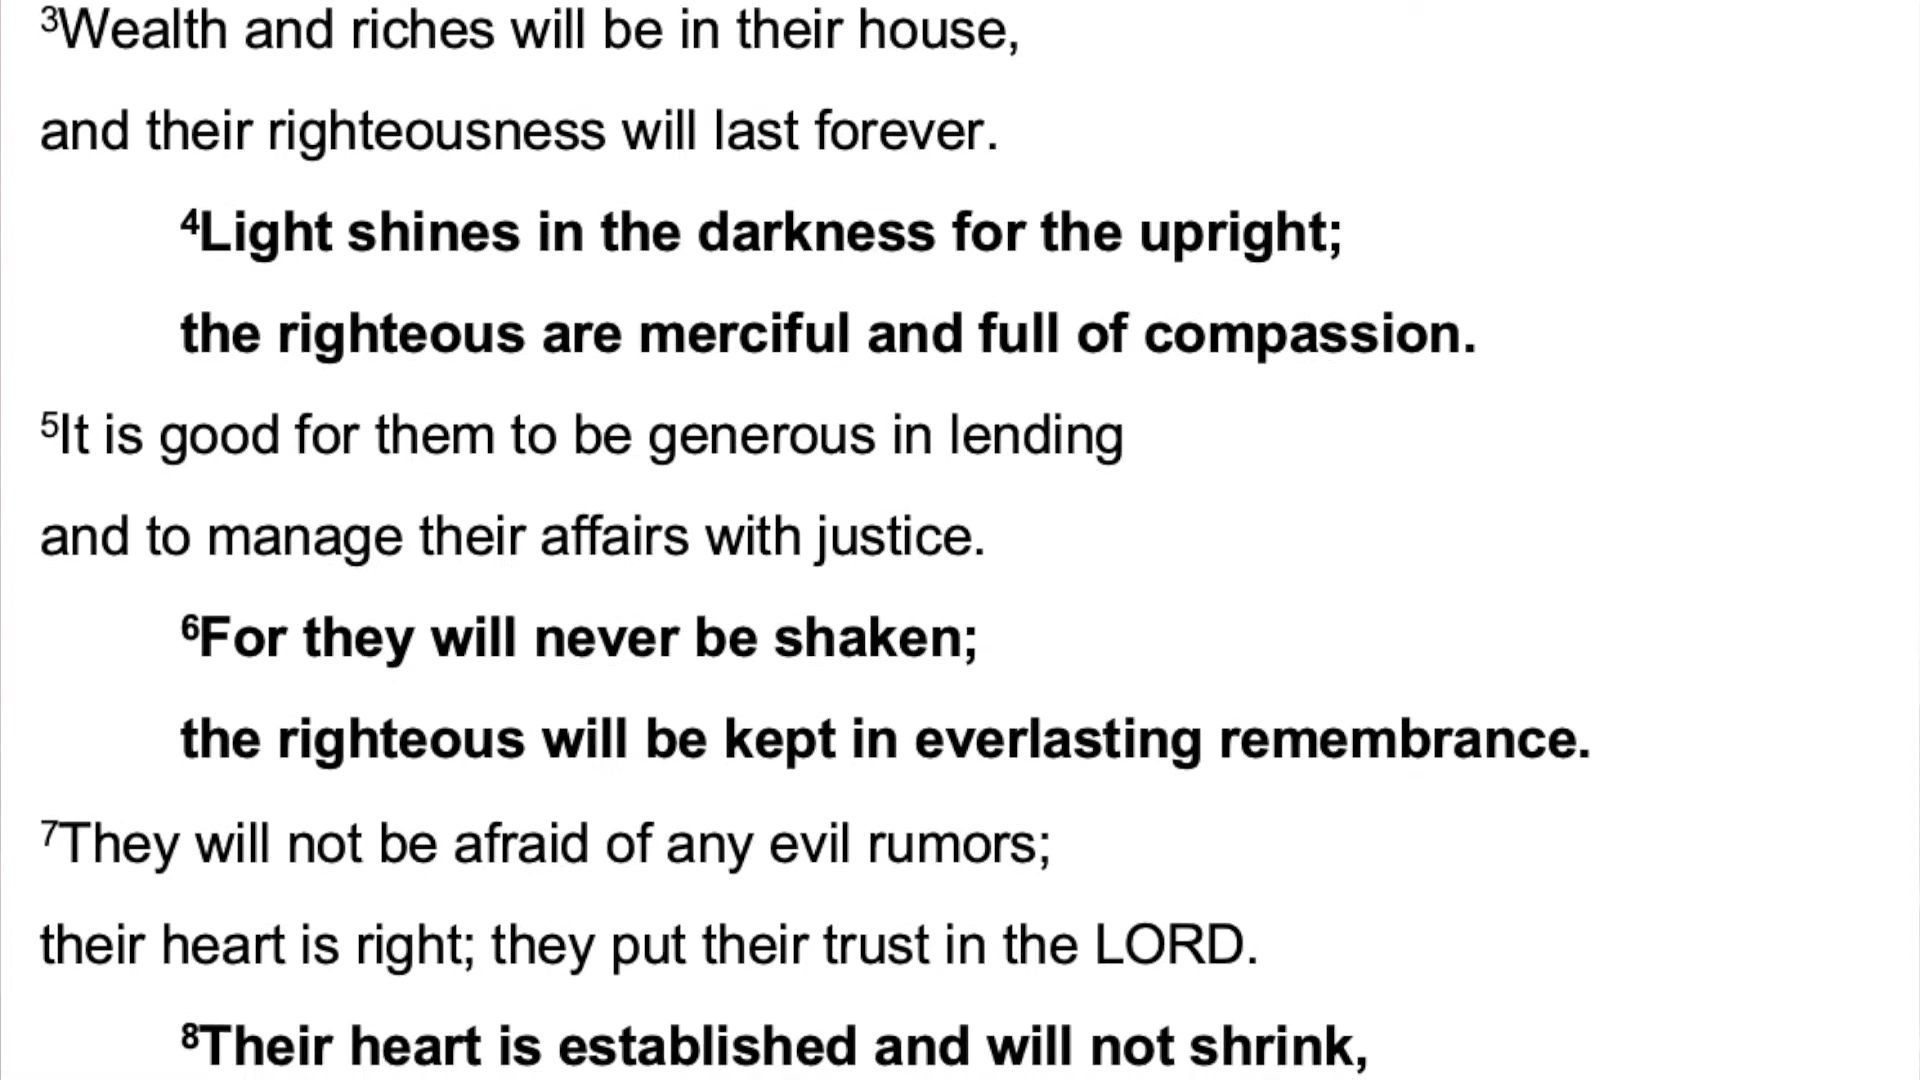 ³Wealth and riches will be in their house,
and their righteousness will last forever.
⁴Light shines in the darkness for the upright;
the righteous are merciful and full of compassion.
⁵It is good for them to be generous in lending
and to manage their affairs with justice.
⁶For they will never be shaken;
the righteous will be kept in everlasting remembrance.
⁷They will not be afraid of any evil rumors;
their heart is right; they put their trust in the LORD.
⁸Their heart is established and will not shrink,